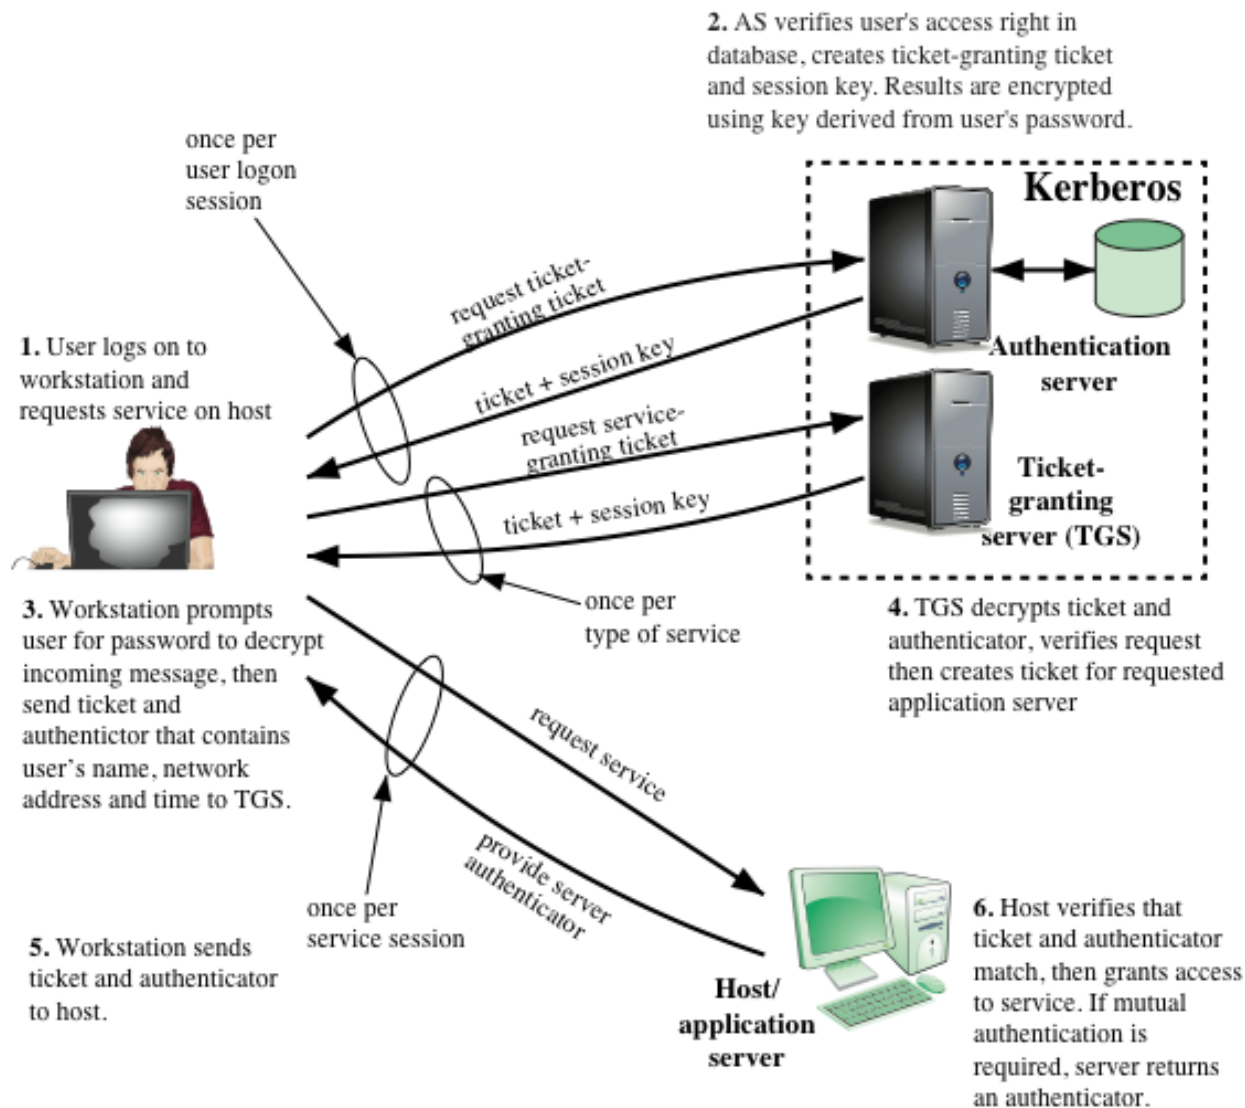 2. AS verifies user's access right in
database, creates ticket-granting ticket
and session key. Results are encrypted
using key derived from user's password.
once per
user logon
session
Kerberos
request ticket-
granting ticket
1. User logs on to
workstation and
requests service on host
ticket + session key
Authentication
server
request service-
granting ticket
Ticket-
granting
server (TGS)
ticket + session key
once per
type of service
3. Workstation prompts
user for password to decrypt
incoming message, then
send ticket and
authentictor that contains
user's name, network
address and time to TGS.
4. TGS decrypts ticket and
authenticator, verifies request
then creates ticket for requested
application server
request service
provide server
authenticator
once per
service session
5. Workstation sends
ticket and authenticator
to host.
Host/
application
server
6. Host verifies that
ticket and authenticator
match, then grants access
to service. If mutual
authentication is
required, server returns
an authenticator.